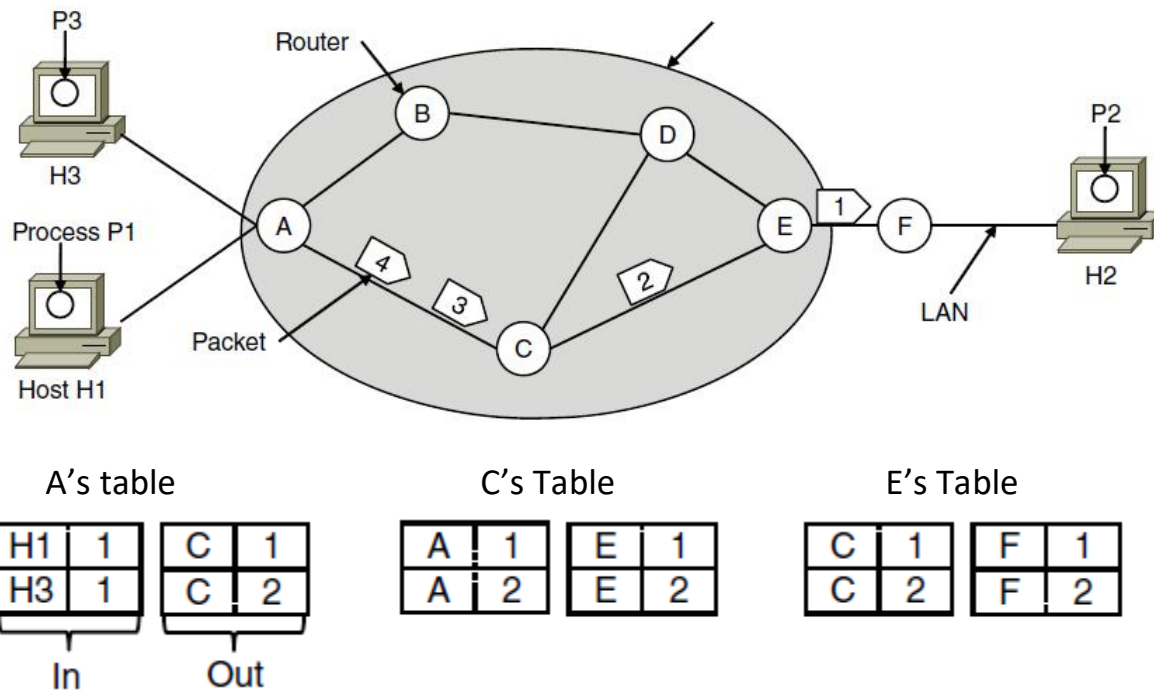 P3
Router
B
D
P2
H3
Process P1
A
E
1
F
4
3
2
H2
LAN
Packet
C
Host H1
A’s table
C’s Table
E’s Table
H1 1 C 1
H3 1 C 2
In Out
A 1 E 1
A 2 E 2
C 1 F 1
C 2 F 2